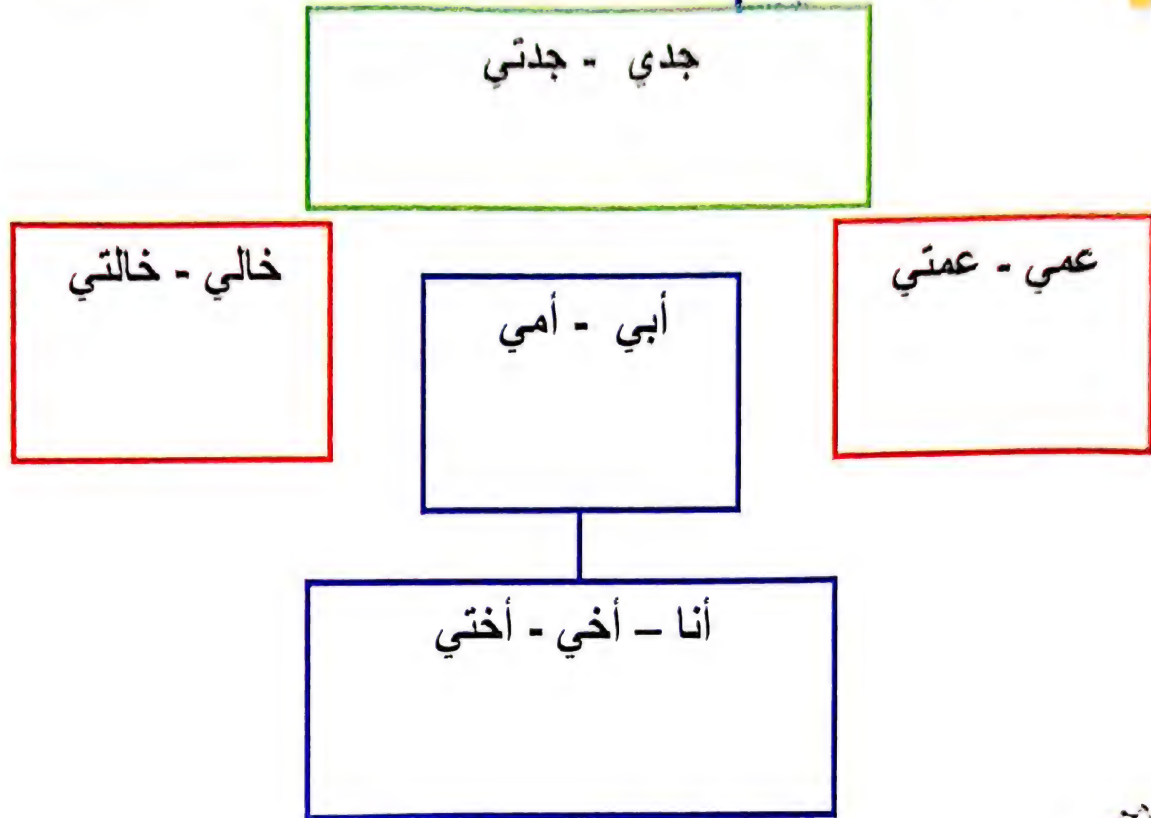 جدي - جدتي
عمي - عمتي
خالي - خالتي
أبي - أمي
أنا – أخي - أختي